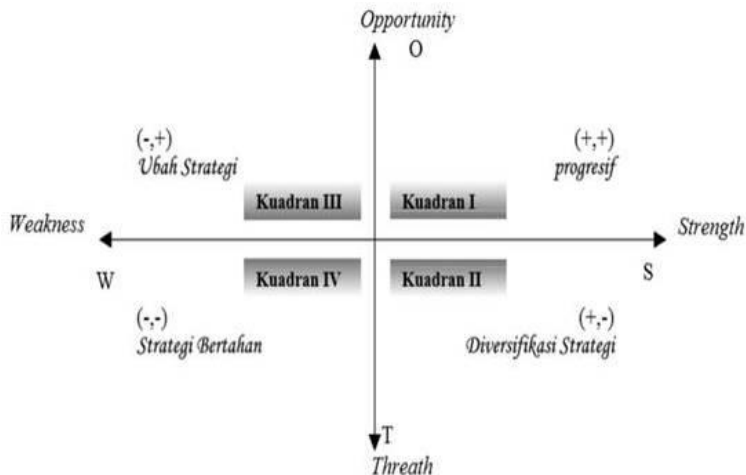 Opportunity
O
(-,+)
Ubah Strategi
(+,+)
progresif
Kuadran III
Kuadran I
Weakness
Strength
W
Kuadran IV
Kuadran II
S
(-,-)
Strategi Bertahan
(+,-)
Diversifikasi Strategi
T
Threath